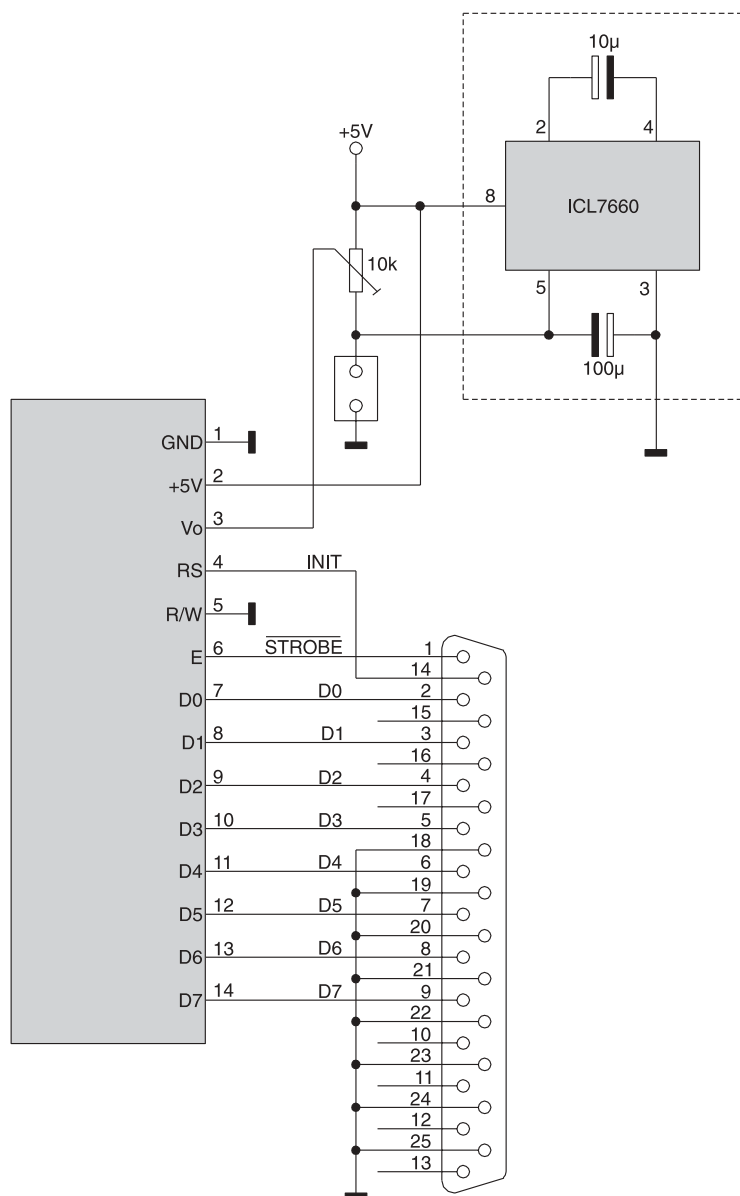 10µ
2 4
+5V
8 ICL7660
10k
5 3
100µ
GND 1
+5V 2
Vo 3
RS 4 INIT
R/W 5
E 6 STROBE 1
14
D0 7 D0 2
15
D1 8 D1 3
16
D2 9 D2 4
17
D3 10 D3 5
18
D4 11 D4 6
19
D5 12 D5 7
20
D6 13 D6 8
21
D7 14 D7 9
22
10
23
11
24
12
25
13